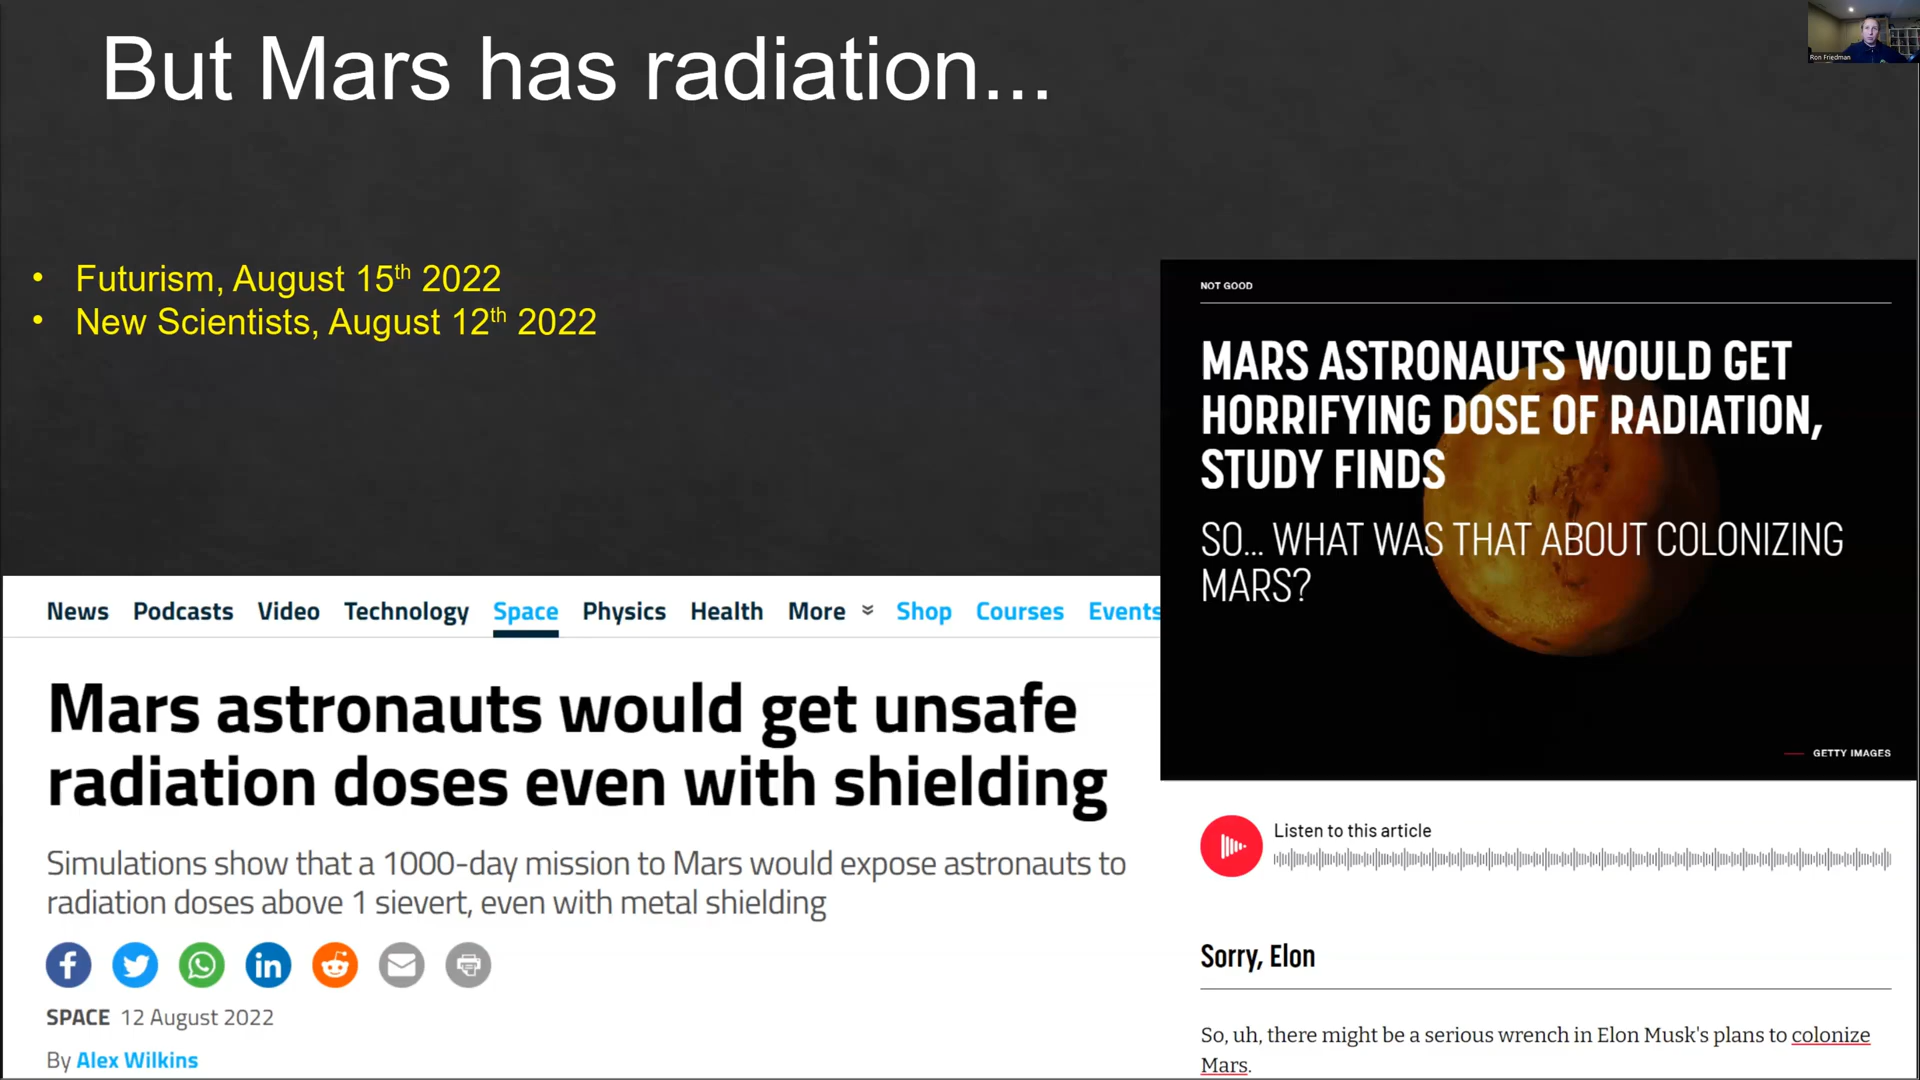 But Mars has radiation...
Ron Friedman
• Futurism, August 15th 2022
• New Scientists, August 12th 2022
NOT GOOD
MARS ASTRONAUTS WOULD GET
HORRIFYING DOSE OF RADIATION,
STUDY FINDS
SO... WHAT WAS THAT ABOUT COLONIZING
MARS?
GETTY IMAGES
News Podcasts Video Technology Space Physics Health More Shop Courses Events
Mars astronauts would get unsafe
radiation doses even with shielding
Simulations show that a 1000-day mission to Mars would expose astronauts to
radiation doses above 1 sievert, even with metal shielding
SPACE 12 August 2022
By Alex Wilkins
Listen to this article
Sorry, Elon
So, uh, there might be a serious wrench in Elon Musk's plans to colonize
Mars.